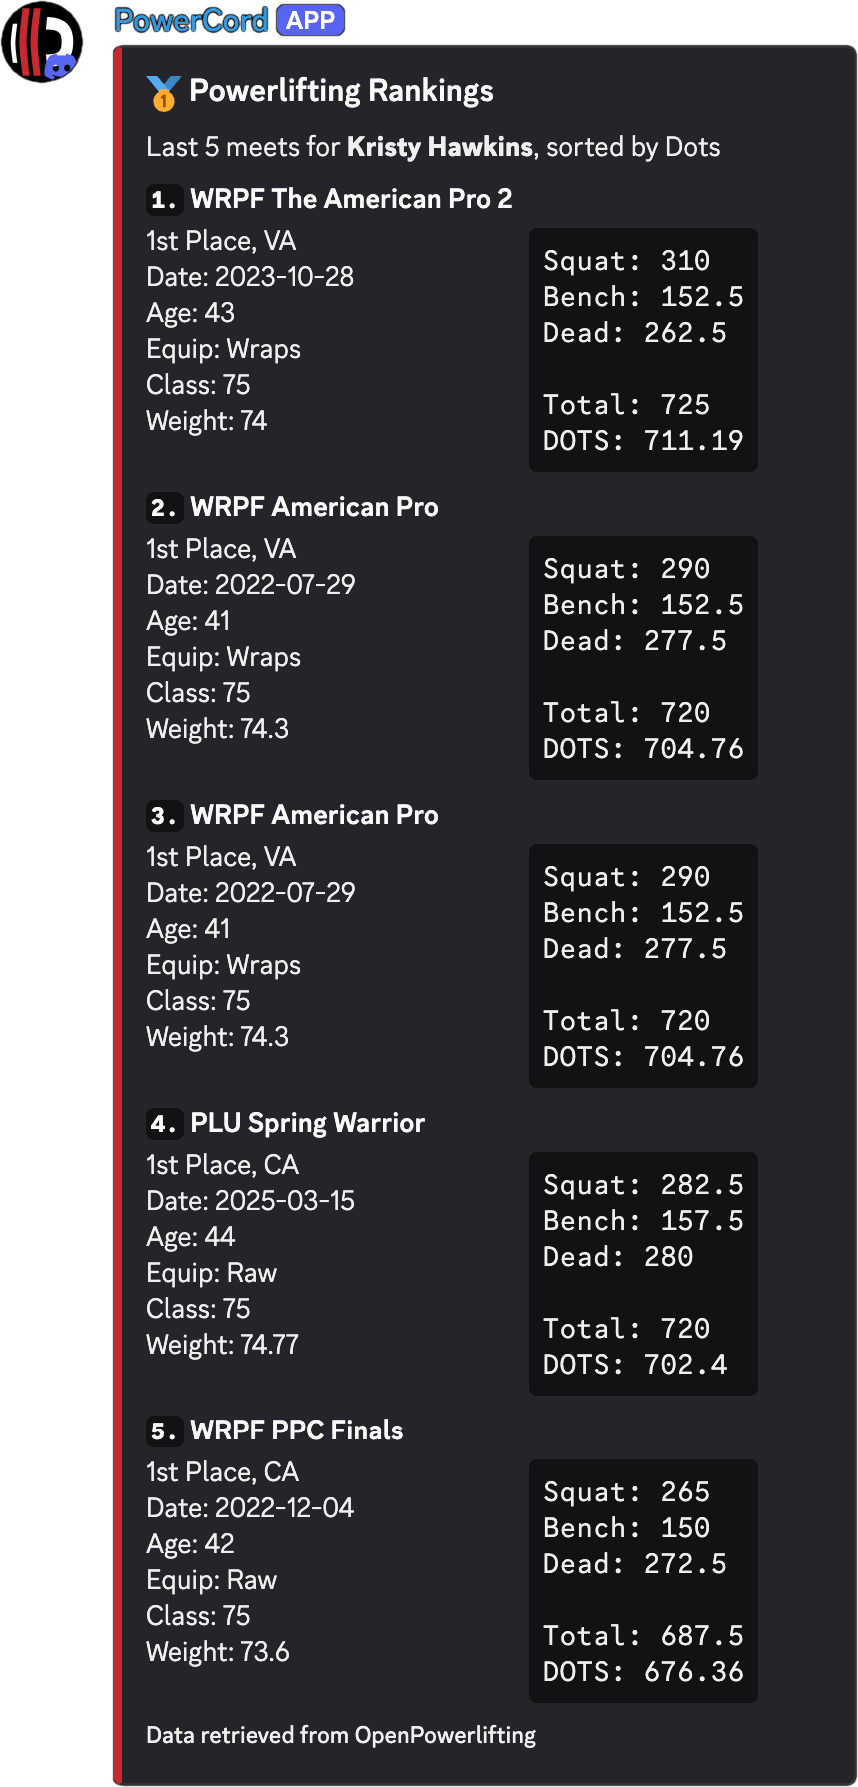 PowerCord APP
Powerlifting Rankings
Last 5 meets for Kristy Hawkins, sorted by Dots
1. WRPF The American Pro 2
1st Place, VA
Date: 2023-10-28
Age: 43
Equip: Wraps
Class: 75
Weight: 74
Squat: 310
Bench: 152.5
Dead: 262.5
Total: 725
DOTS: 711.19
2. WRPF American Pro
1st Place, VA
Date: 2022-07-29
Age: 41
Equip: Wraps
Class: 75
Weight: 74.3
Squat: 290
Bench: 152.5
Dead: 277.5
Total: 720
DOTS: 704.76
3. WRPF American Pro
1st Place, VA
Date: 2022-07-29
Age: 41
Equip: Wraps
Class: 75
Weight: 74.3
Squat: 290
Bench: 152.5
Dead: 277.5
Total: 720
DOTS: 704.76
4. PLU Spring Warrior
1st Place, CA
Date: 2025-03-15
Age: 44
Equip: Raw
Class: 75
Weight: 74.77
Squat: 282.5
Bench: 157.5
Dead: 280
Total: 720
DOTS: 702.4
5. WRPF PPC Finals
1st Place, CA
Date: 2022-12-04
Age: 42
Equip: Raw
Class: 75
Weight: 73.6
Squat: 265
Bench: 150
Dead: 272.5
Total: 687.5
DOTS: 676.36
Data retrieved from OpenPowerlifting